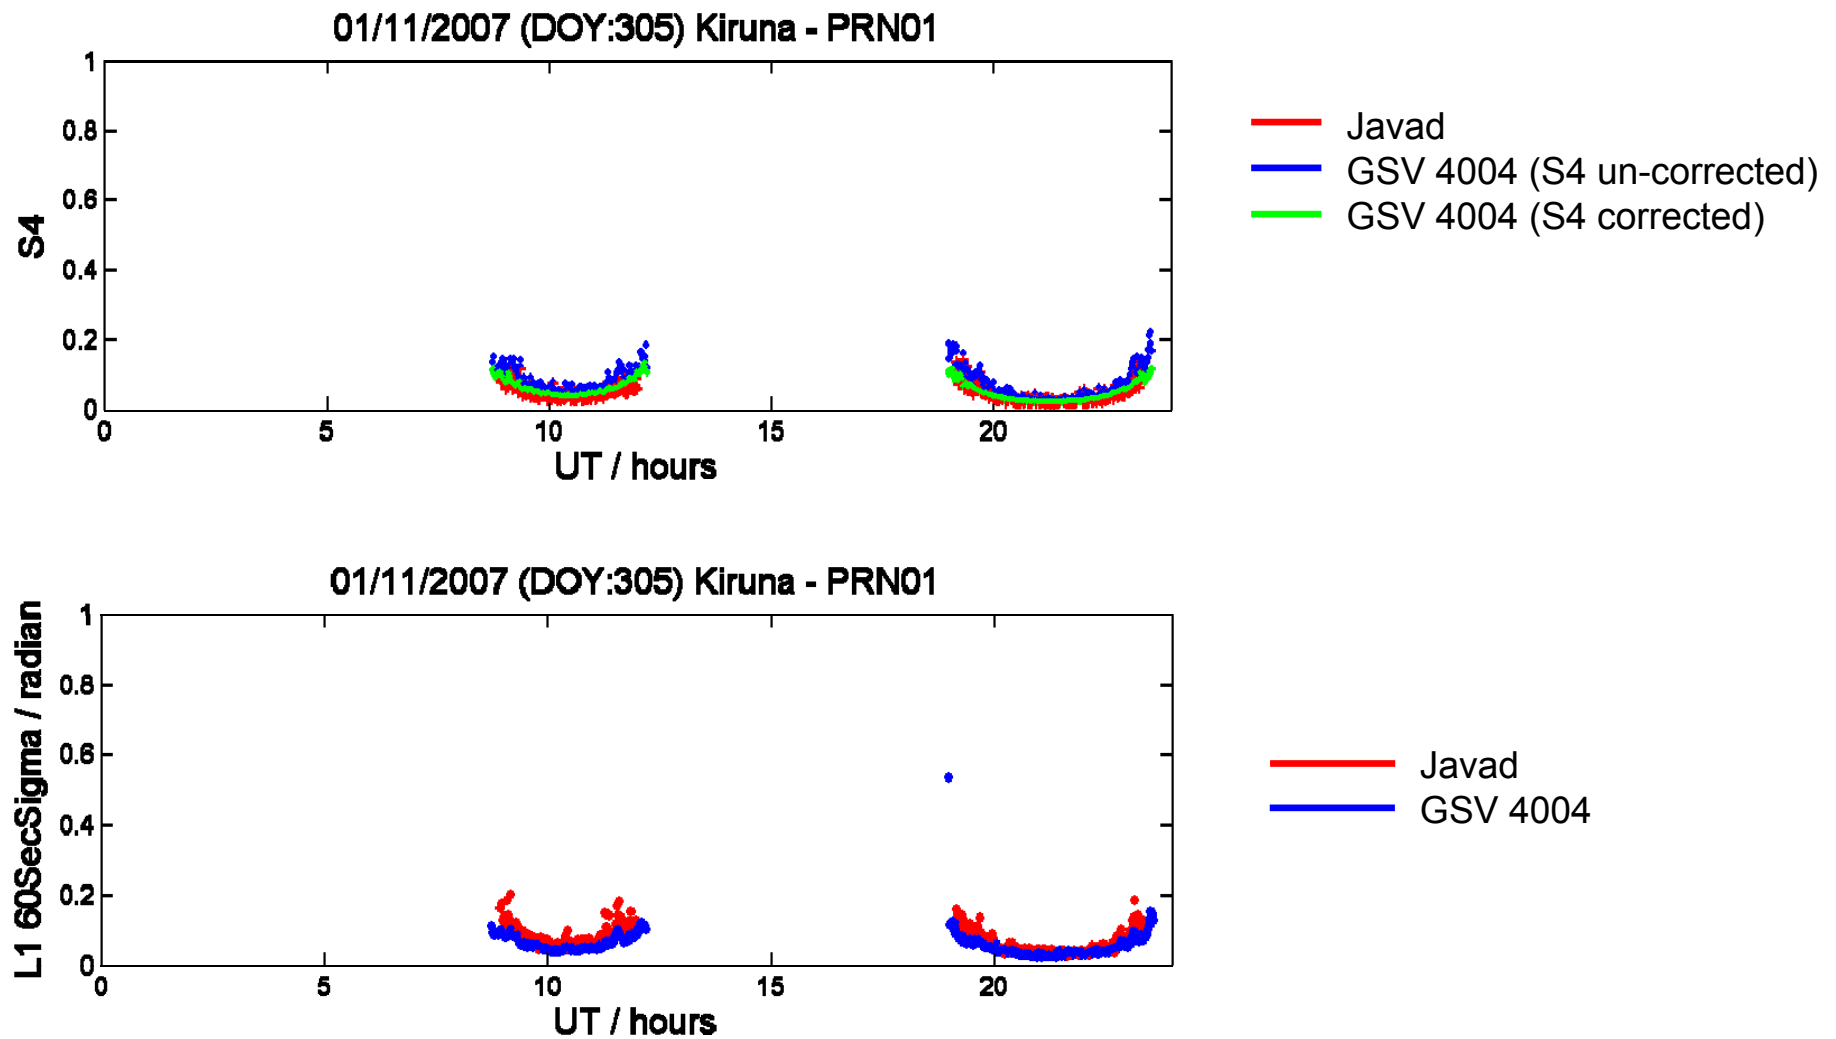 01/11/2007 (DOY:305) Kiruna - PRN01
1
0.8
0.6
0.4
0.2
0
S4
0 5 10 15 20
UT / hours
Javad
GSV 4004 (S4 un-corrected)
GSV 4004 (S4 corrected)
01/11/2007 (DOY:305) Kiruna - PRN01
1
0.8
0.6
0.4
0.2
0
L1 60SecSigma / radian
0 5 10 15 20
UT / hours
Javad
GSV 4004